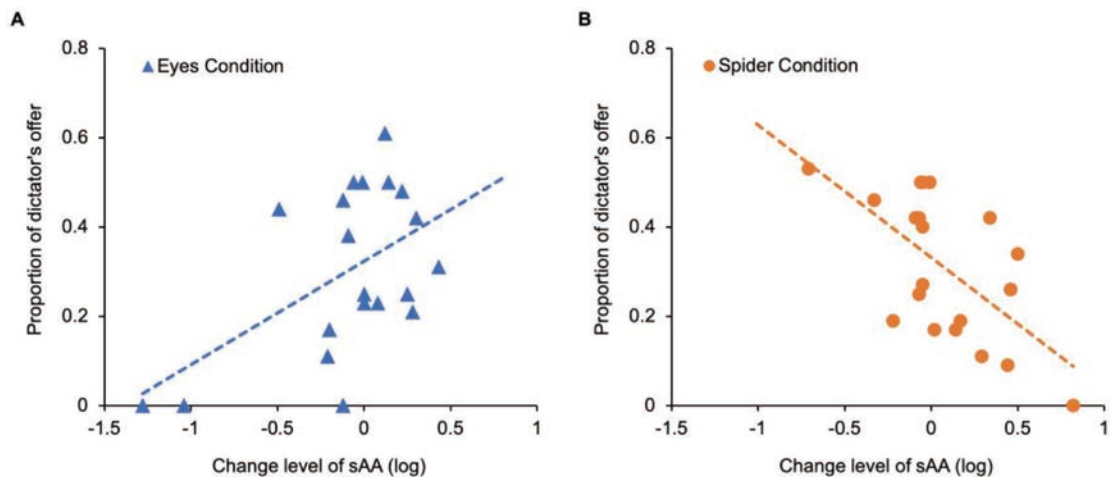 A
Eyes Condition
Proportion of dictator's offer
0.8
0.6
0.4
0.2
0
-1.5
-1
-0.5
0
0.5
1
Change level of sAA (log)
B
Spider Condition
Proportion of dictator's offer
0.8
0.6
0.4
0.2
0
-1.5
-1
-0.5
0
0.5
1
Change level of sAA (log)